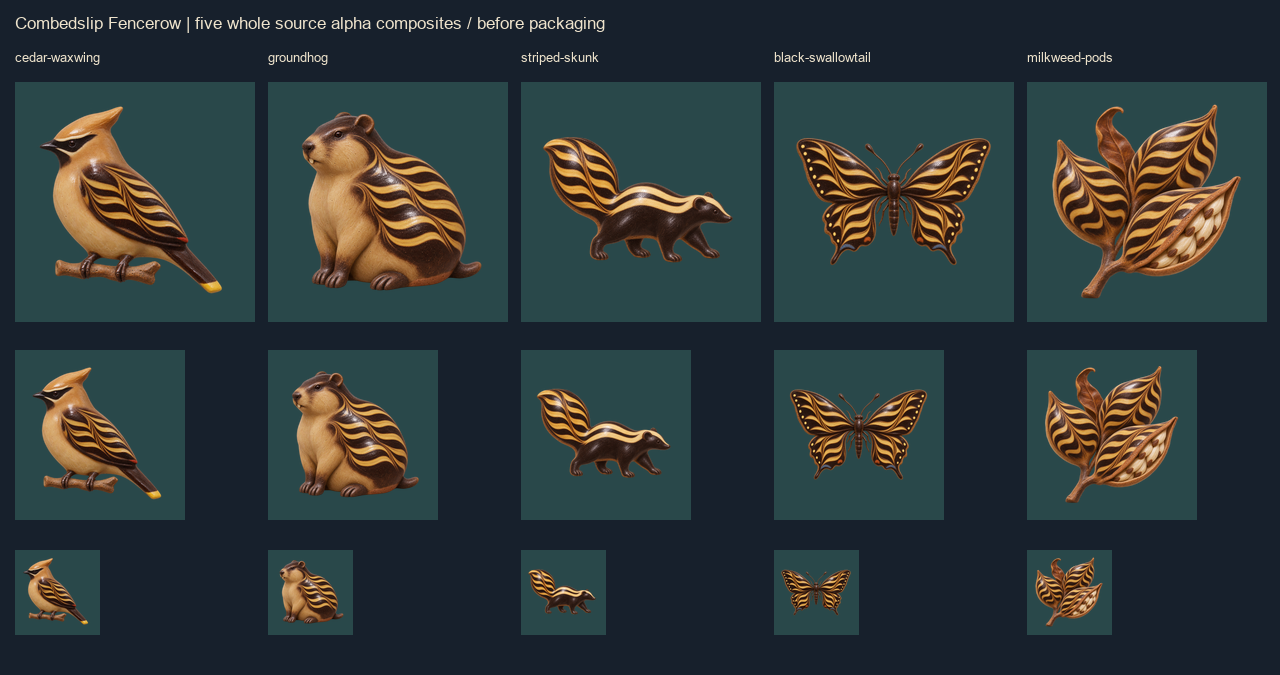 Combedslip Fencerow | five whole source alpha composites / before packaging
cedar-waxwing
groundhog
striped-skunk
black-swallowtail
milkweed-pods